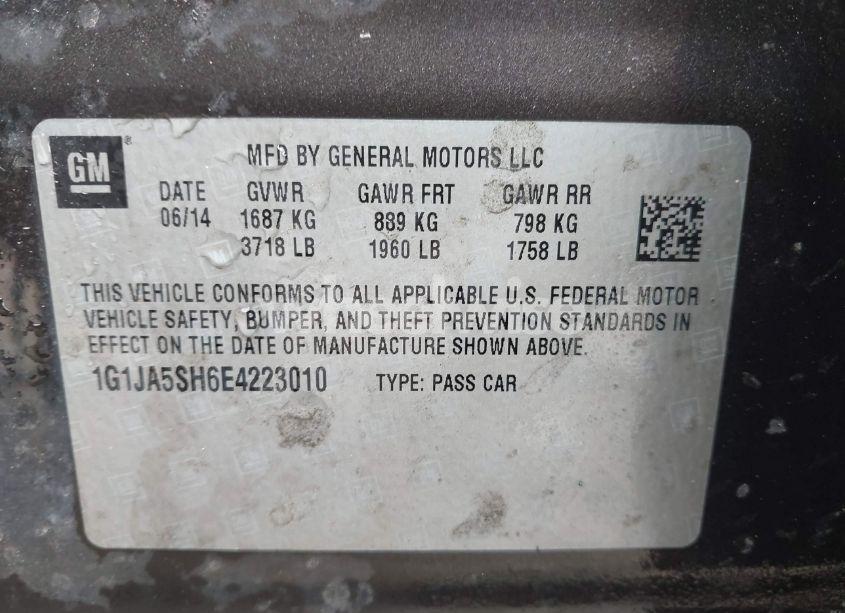 GM
MFD BY GENERAL MOTORS LLC
DATE GVWR GAWR FRT GAWR RR
06/14 1687 KG 889 KG 798 KG
3718 LB 1960 LB 1758 LB
THIS VEHICLE CONFORMS TO ALL APPLICABLE U.S. FEDERAL MOTOR
VEHICLE SAFETY, BUMPER, AND THEFT PREVENTION STANDARDS IN
EFFECT ON THE DATE OF MANUFACTURE SHOWN ABOVE.
1G1JA5SH6E4223010 TYPE: PASS CAR